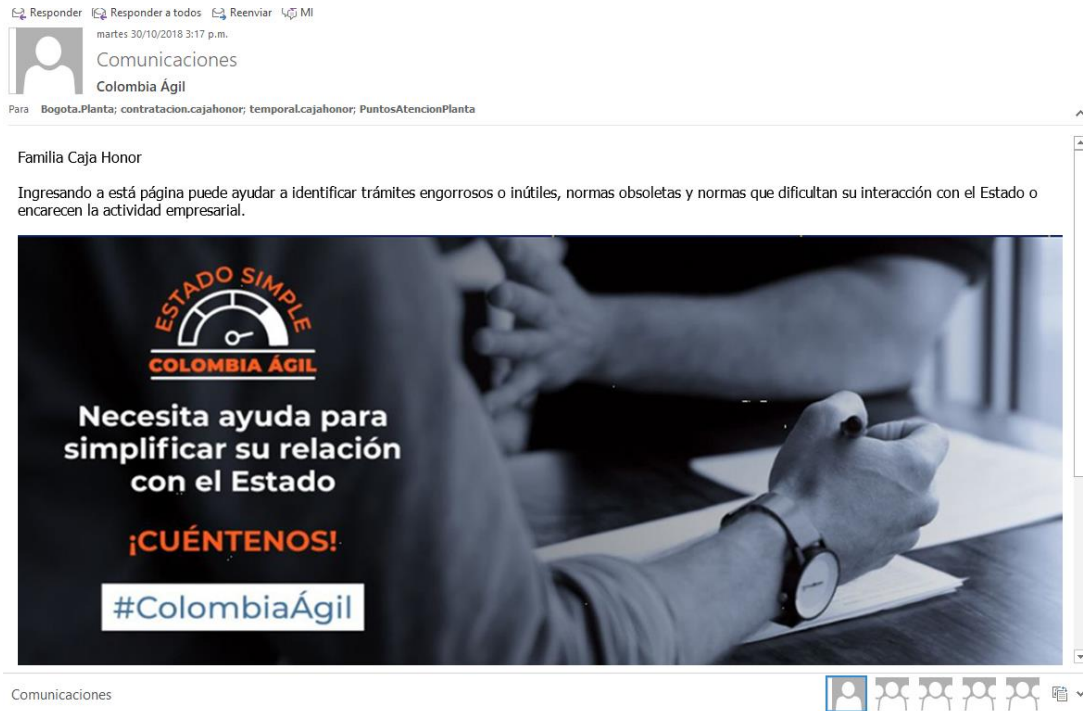 Responder Responder a todos Reenviar MI
martes 30/10/2018 3:17 p.m.
Comunicaciones
Colombia Ágil
Para Bogota.Planta; contratacion.cajahonor; temporal.cajahonor; PuntosAtencionPlanta
Familia Caja Honor
Ingresando a está página puede ayudar a identificar trámites engorrosos o inútiles, normas obsoletas y normas que dificultan su interacción con el Estado o
encarecen la actividad empresarial.
ESTADO SIMPLE
COLOMBIA ÁGIL
Necesita ayuda para
simplificar su relación
con el Estado
¡CUÉNTENOS!
#ColombiaÁgil
Comunicaciones